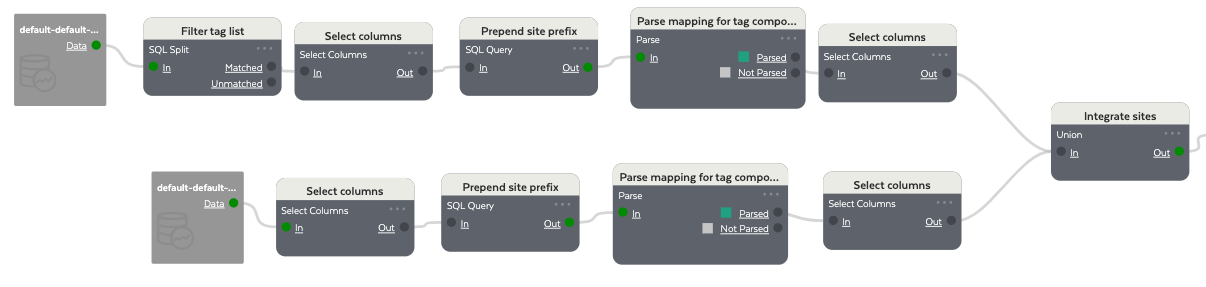 default-default-...
Data
Filter tag list
SQL Split
In
Matched
Unmatched
Select columns
Select Columns
In
Out
Prepend site prefix
SQL Query
In
Out
Parse mapping for tag compo...
Parse
In
Parsed
Not Parsed
Select columns
Select Columns
In
Out
Integrate sites
Union
In
Out
default-default-...
Data
Select columns
Select Columns
In
Out
Prepend site prefix
SQL Query
In
Out
Parse mapping for tag compo...
Parse
In
Parsed
Not Parsed
Select columns
Select Columns
In
Out